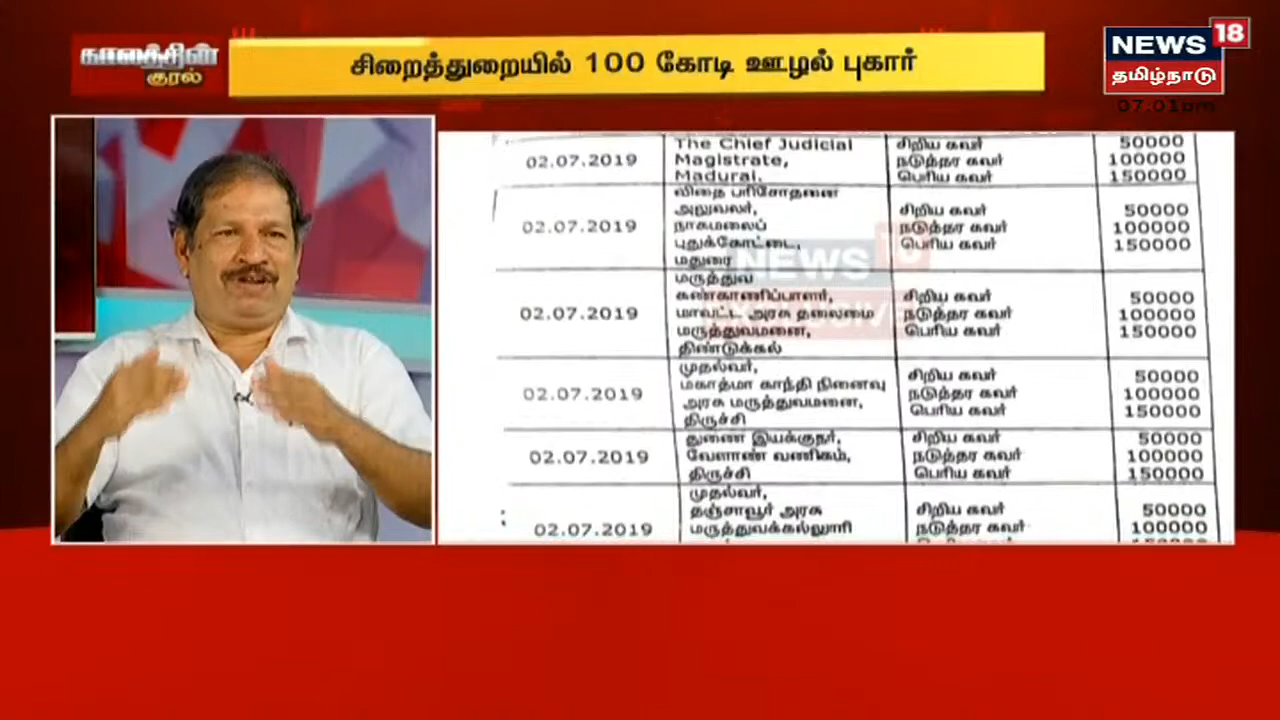 காலத்தின்
குரல்
சிறைத்துறையில் 100 கோடி ஊழல் புகார்
NEWS 18
தமிழ்நாடு
07:01pm
02.07.2019
The Chief Judicial
Magistrate,
Madurai.
சிறிய கவர் 50000
நடுத்தர கவர் 100000
பெரிய கவர் 150000
02.07.2019
விதை பரிசோதனை
அலுவலர்,
நாகமலைப்
புதுக்கோட்டை,
மதுரை
சிறிய கவர் 50000
நடுத்தர கவர் 100000
பெரிய கவர் 150000
NEWS 18
EXCLUSIVE
02.07.2019
மருத்துவ
கண்காணிப்பாளர்,
மாவட்ட அரசு தலைமை
மருத்துவமனை,
திண்டுக்கல்
சிறிய கவர் 50000
நடுத்தர கவர் 100000
பெரிய கவர் 150000
02.07.2019
முதல்வர்,
மகாத்மா காந்தி நினைவு
அரசு மருத்துவமனை,
திருச்சி
சிறிய கவர் 50000
நடுத்தர கவர் 100000
பெரிய கவர் 150000
02.07.2019
துணை இயக்குநர்,
வேளாண் வணிகம்,
திருச்சி
சிறிய கவர் 50000
நடுத்தர கவர் 100000
பெரிய கவர் 150000
02.07.2019
முதல்வர்,
தஞ்சாவூர் அரசு
மருத்துவக்கல்லூரி
சிறிய கவர் 50000
நடுத்தர கவர் 100000